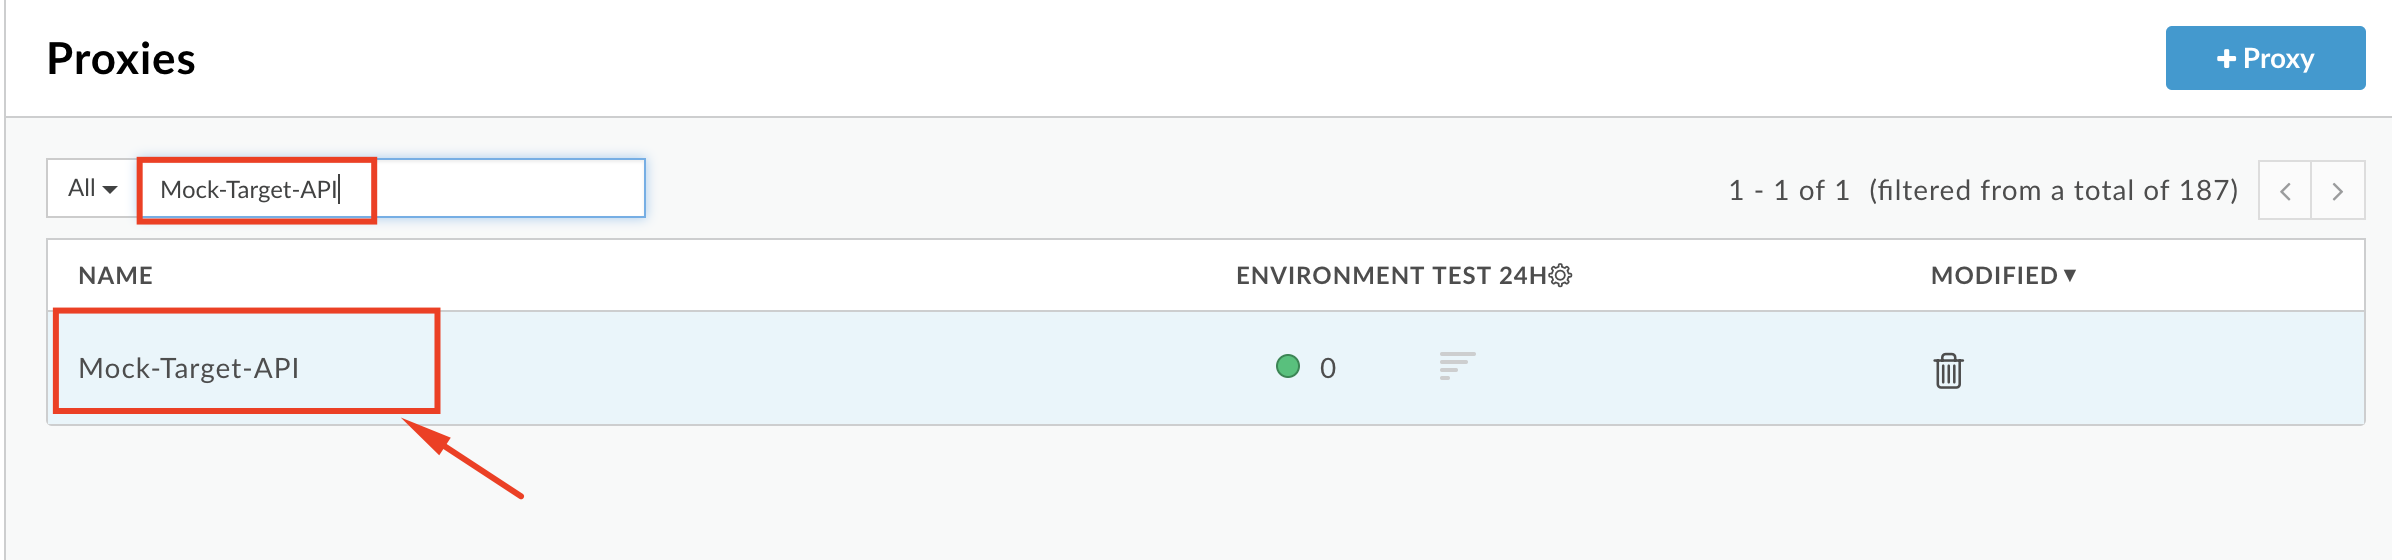 Proxies
+ Proxy
All Mock-Target-API 1 - 1 of 1 (filtered from a total of 187)
NAME ENVIRONMENT TEST 24H MODIFIED
Mock-Target-API 0